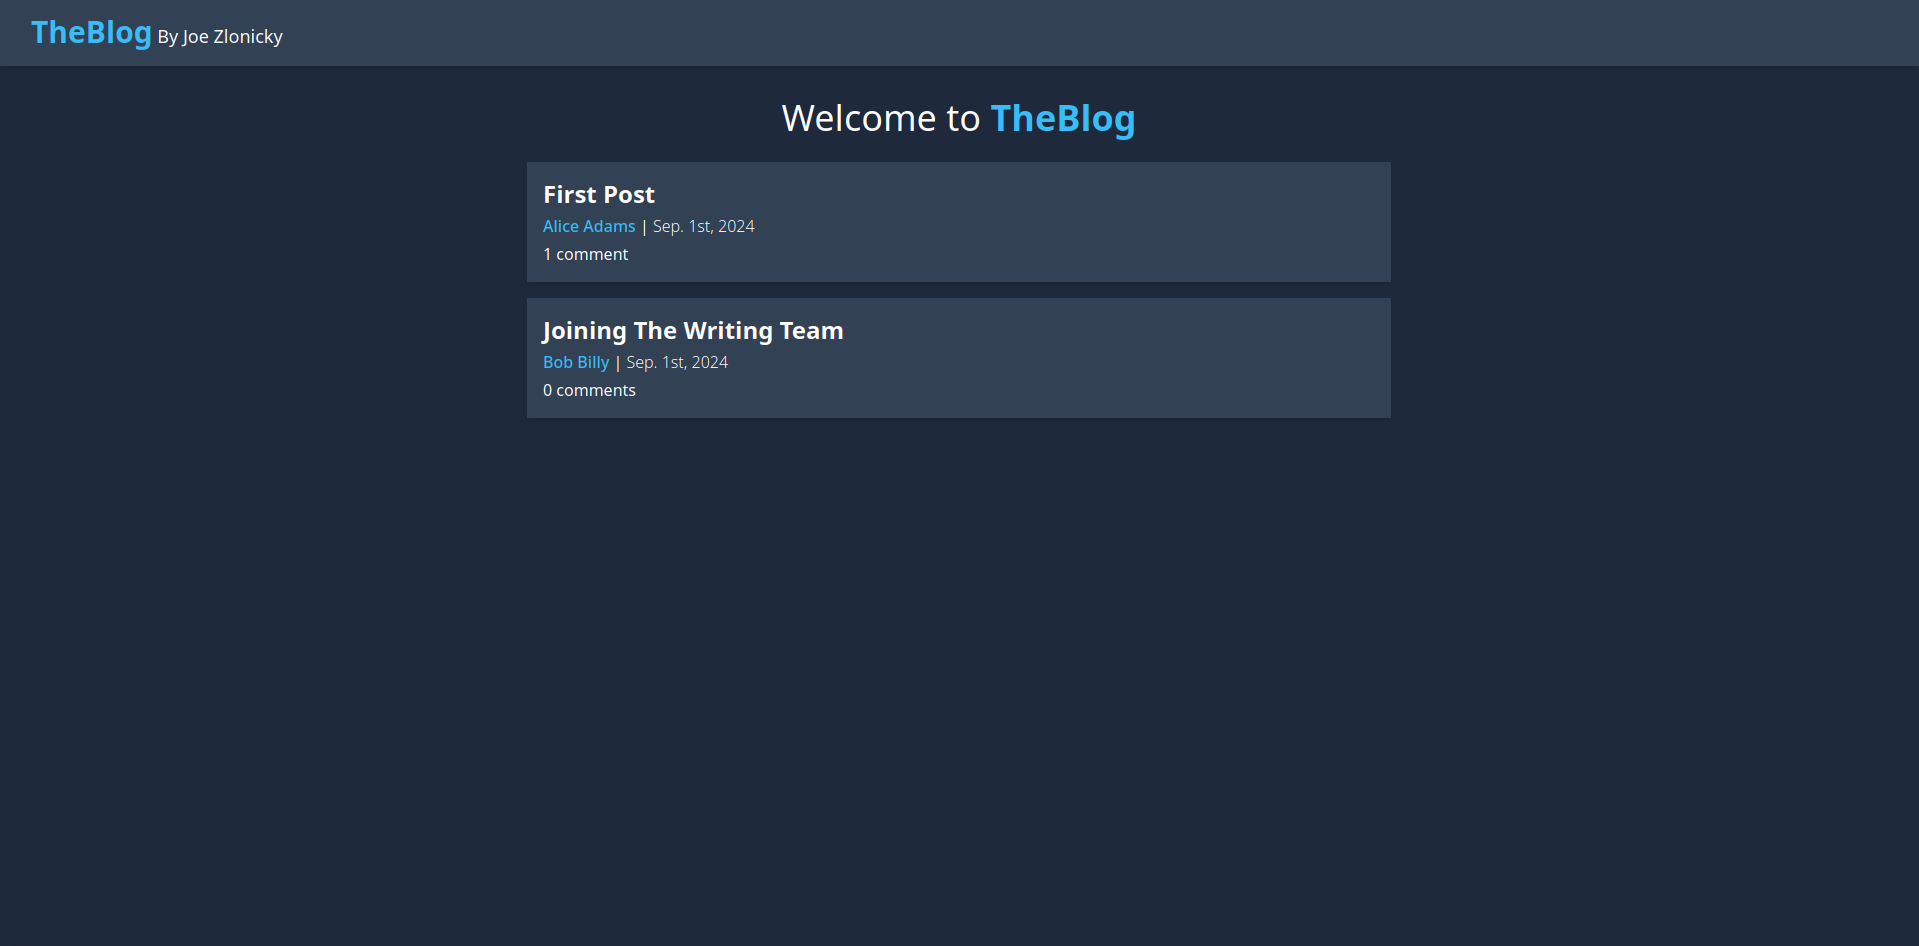 TheBlog By Joe Zlonicky
Welcome to TheBlog
First Post
Alice Adams | Sep. 1st, 2024
1 comment
Joining The Writing Team
Bob Billy | Sep. 1st, 2024
0 comments